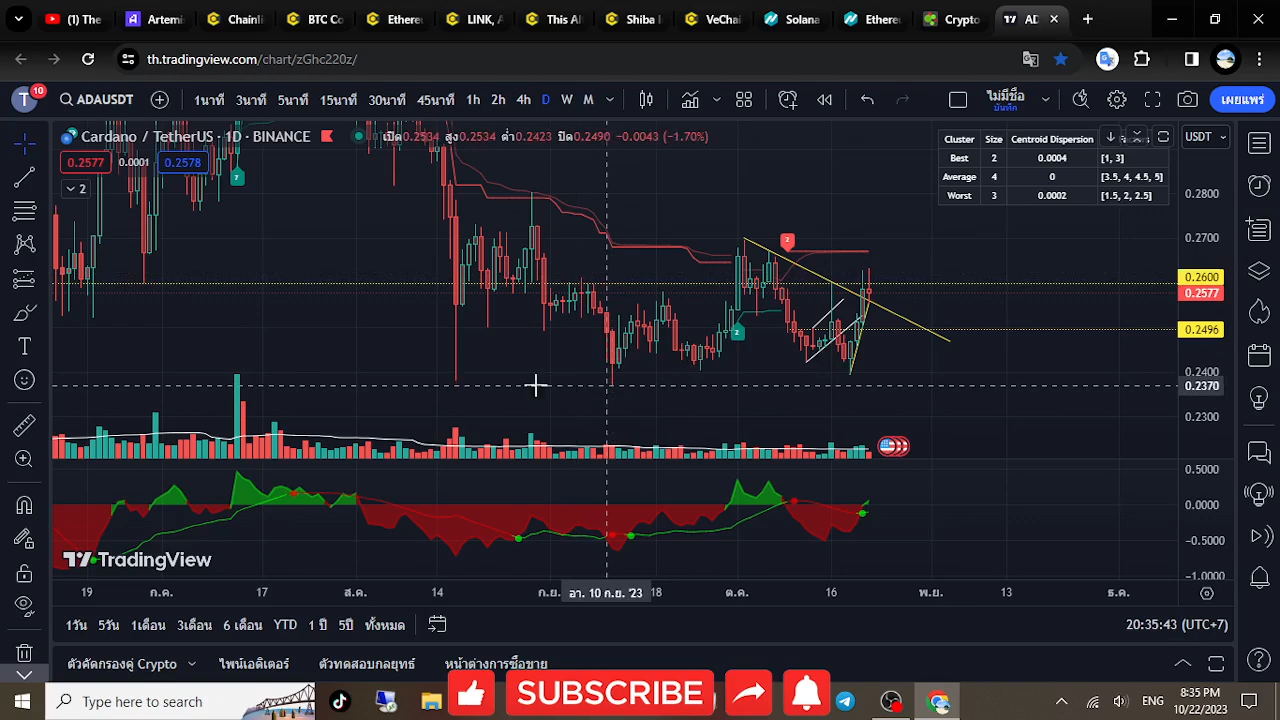 (1) The
Artemi
Chainli
BTC Co
Ethere
LINK, A
This Al
Shiba I
VeChai
Solana
Ethere
Crypto
AD
th.tradingview.com/chart/zGhc220z/
T 10 ADAUSDT 1นาที 3นาที 5นาที 15นาที 30นาที 45นาที 1h 2h 4h D W M ไม่มีชื่อ บันทึก เผยแพร่
Cardano / TetherUS · 1D · BINANCE เปิด0.2534 สูง0.2534 ต่ำ0.2423 ปิด0.2490 -0.0043 (-1.70%)
0.2577 0.0001 0.2578
2
Cluster Size Centroid Dispersion
Best 2 0.0004 [1, 3]
Average 4 0 [3.5, 4, 4.5, 5]
Worst 3 0.0002 [1.5, 2, 2.5]
USDT
7
2
2
0.2800
0.2700
0.2600
0.2577
0.2496
0.2400
0.2370
0.2300
0.5000
0.0000
-0.5000
-1.0000
TradingView
19 ก.ค. 17 ส.ค. 14 ก.ย. อา. 10 ก.ย. '23 18 ต.ค. 16 พ.ย. 13 ธ.ค.
1วัน 5วัน 1เดือน 3เดือน 6 เดือน YTD 1 ปี 5ปี ทั้งหมด 20:35:43 (UTC+7)
ตัวคัดกรองคู่ Crypto ไพน์เอดิเตอร์ ตัวทดสอบกลยุทธ์ หน้าต่างการซื้อขาย
SUBSCRIBE
Type here to search
ENG
8:35 PM
10/22/2023